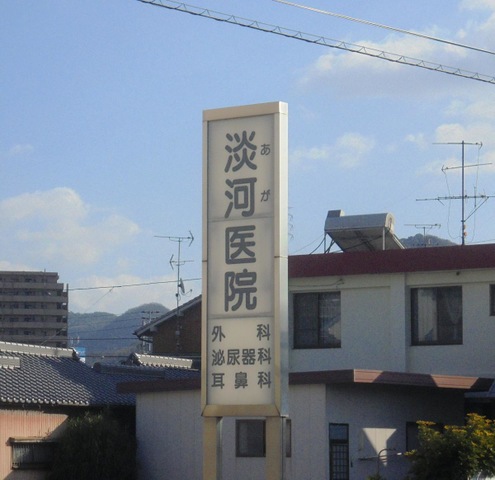 淡河医院
あが
外科
泌尿器科
耳鼻科